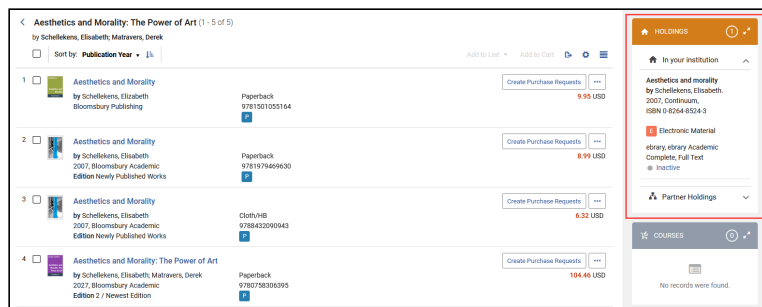 Aesthetics and Morality: The Power of Art (1 - 5 of 5)
by Schellekens, Elisabeth; Matravers, Derek
Sort by: Publication Year
Add to List
Add to Cart
1
Aesthetics and Morality
by Schellekens, Elizabeth
Bloomsbury Publishing
Paperback
9781501055164
P
Create Purchase Requests
9.95 USD
2
Aesthetics and Morality
by Schellekens, Elisabeth
2007, Bloomsbury Academic
Edition Newly Published Works
Paperback
9781979469630
P
Create Purchase Requests
8.99 USD
3
Aesthetics and Morality
by Schellekens, Elisabeth
2007, Bloomsbury Academic
Edition Newly Published Works
Cloth/HB
9788432090943
P
Create Purchase Requests
6.32 USD
4
Aesthetics and Morality: The Power of Art
by Schellekens, Elisabeth; Matravers, Derek
2027, Bloomsbury Academic
Edition 2 / Newest Edition
Paperback
9780758306395
P
Create Purchase Requests
104.46 USD
HOLDINGS
1
In your institution
Aesthetics and morality
by Schellekens, Elisabeth.
2007, Continuum,
ISBN 0-8264-8524-3
E Electronic Material
ebrary, ebrary Academic
Complete, Full Text
Inactive
Partner Holdings
COURSES
0
No records were found.